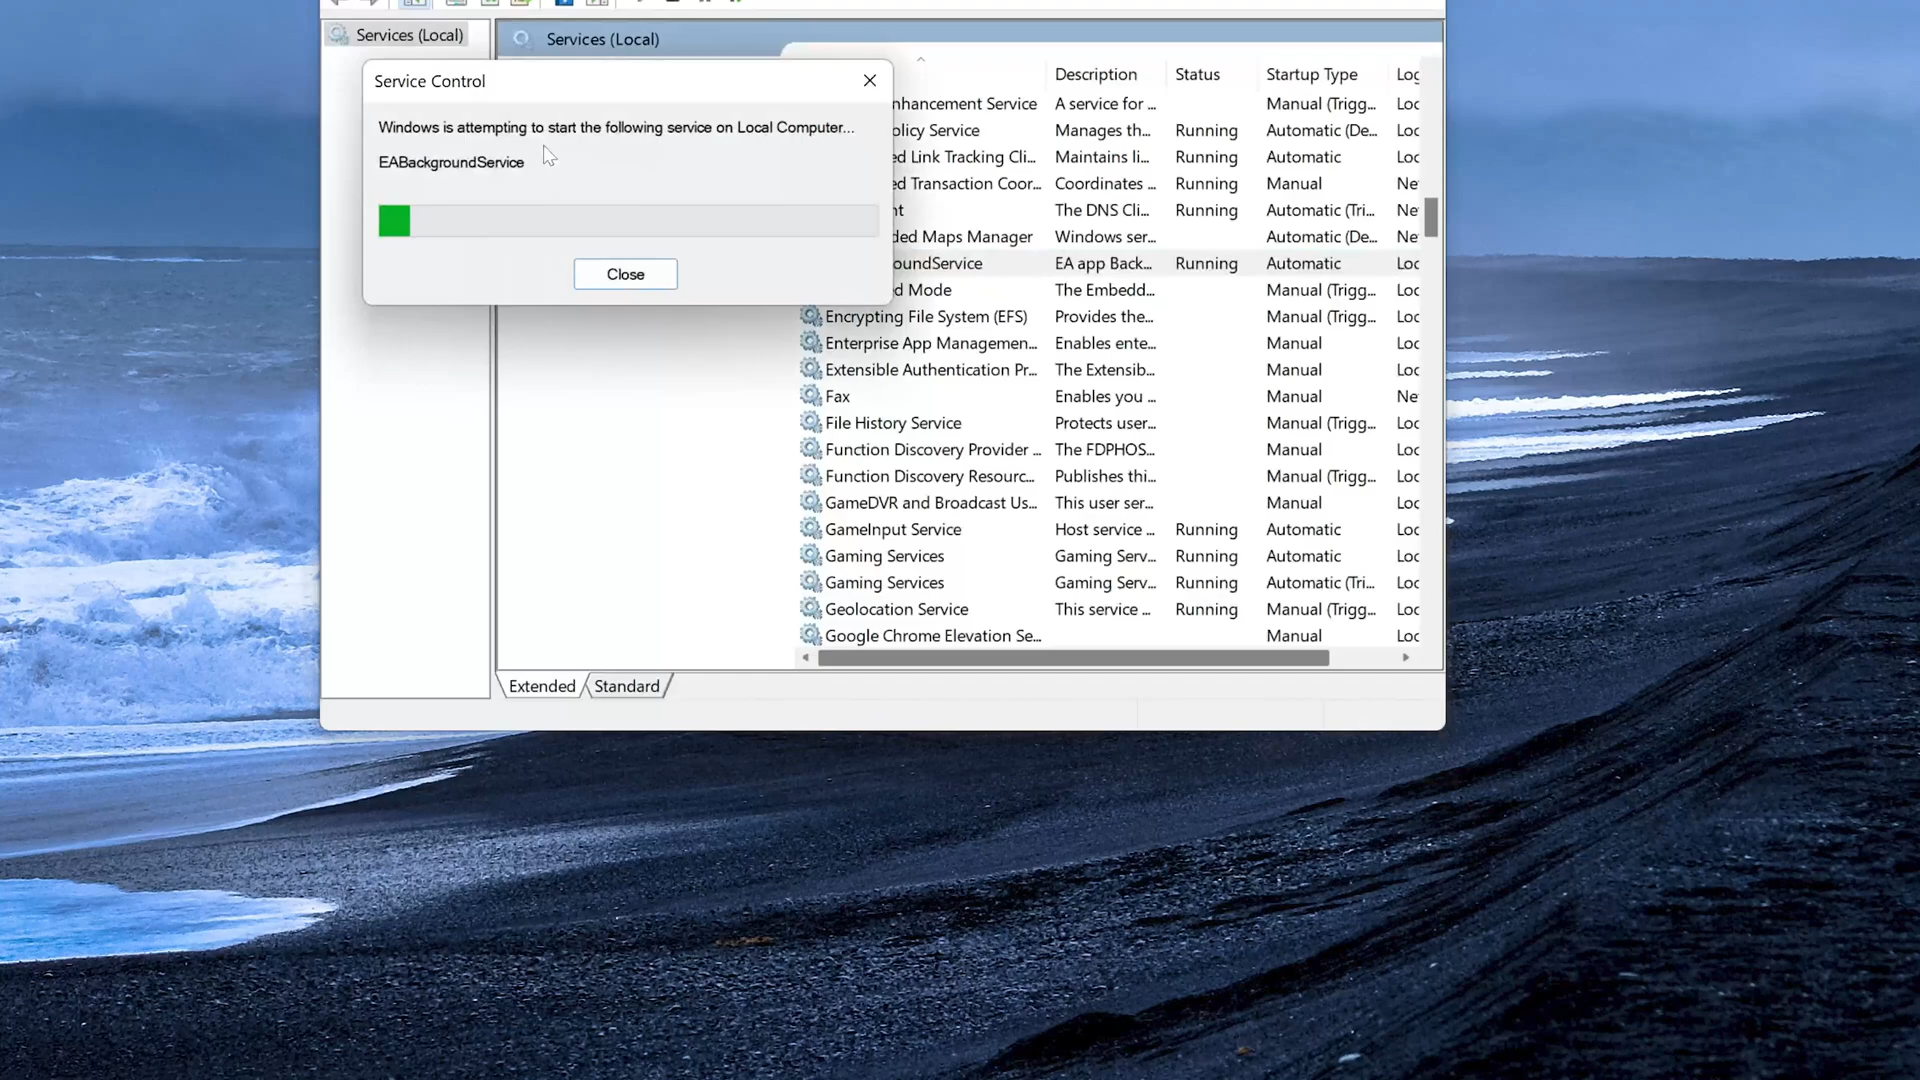 Services (Local)
Services (Local)
Service Control
Windows is attempting to start the following service on Local Computer...
EABackgroundService
Close
Description Status Startup Type Log
nhancement Service A service for ... Manual (Trigg... Loc
olicy Service Manages th... Running Automatic (De... Loc
ed Link Tracking Cli... Maintains li... Running Automatic Loc
ed Transaction Coor... Coordinates ... Running Manual Ne
nt The DNS Cli... Running Automatic (Tri... Ne
ded Maps Manager Windows ser... Automatic (De... Ne
oundService EA app Back... Running Automatic Loc
d Mode The Embedd... Manual (Trigg... Loc
Encrypting File System (EFS) Provides the... Manual (Trigg... Loc
Enterprise App Managemen... Enables ente... Manual Loc
Extensible Authentication Pr... The Extensib... Manual Loc
Fax Enables you ... Manual Ne
File History Service Protects user... Manual (Trigg... Loc
Function Discovery Provider ... The FDPHOS... Manual Loc
Function Discovery Resourc... Publishes thi... Manual (Trigg... Loc
GameDVR and Broadcast Us... This user ser... Manual Loc
GameInput Service Host service ... Running Automatic Loc
Gaming Services Gaming Serv... Running Automatic Loc
Gaming Services Gaming Serv... Running Automatic (Tri... Loc
Geolocation Service This service ... Running Manual (Trigg... Loc
Google Chrome Elevation Se... Manual Loc
Extended Standard